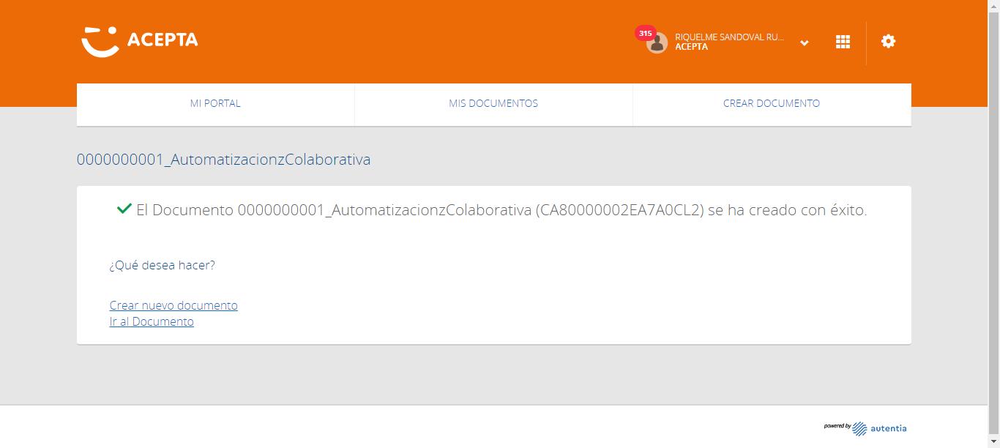 ACEPTA
315
RIQUELME SANDOVAL RU...
ACEPTA
MI PORTAL
MIS DOCUMENTOS
CREAR DOCUMENTO
0000000001_AutomatizacionzColaborativa
El Documento 0000000001_AutomatizacionzColaborativa (CA80000002EA7A0CL2) se ha creado con éxito.
¿Qué desea hacer?
Crear nuevo documento
Ir al Documento
powered by autentia